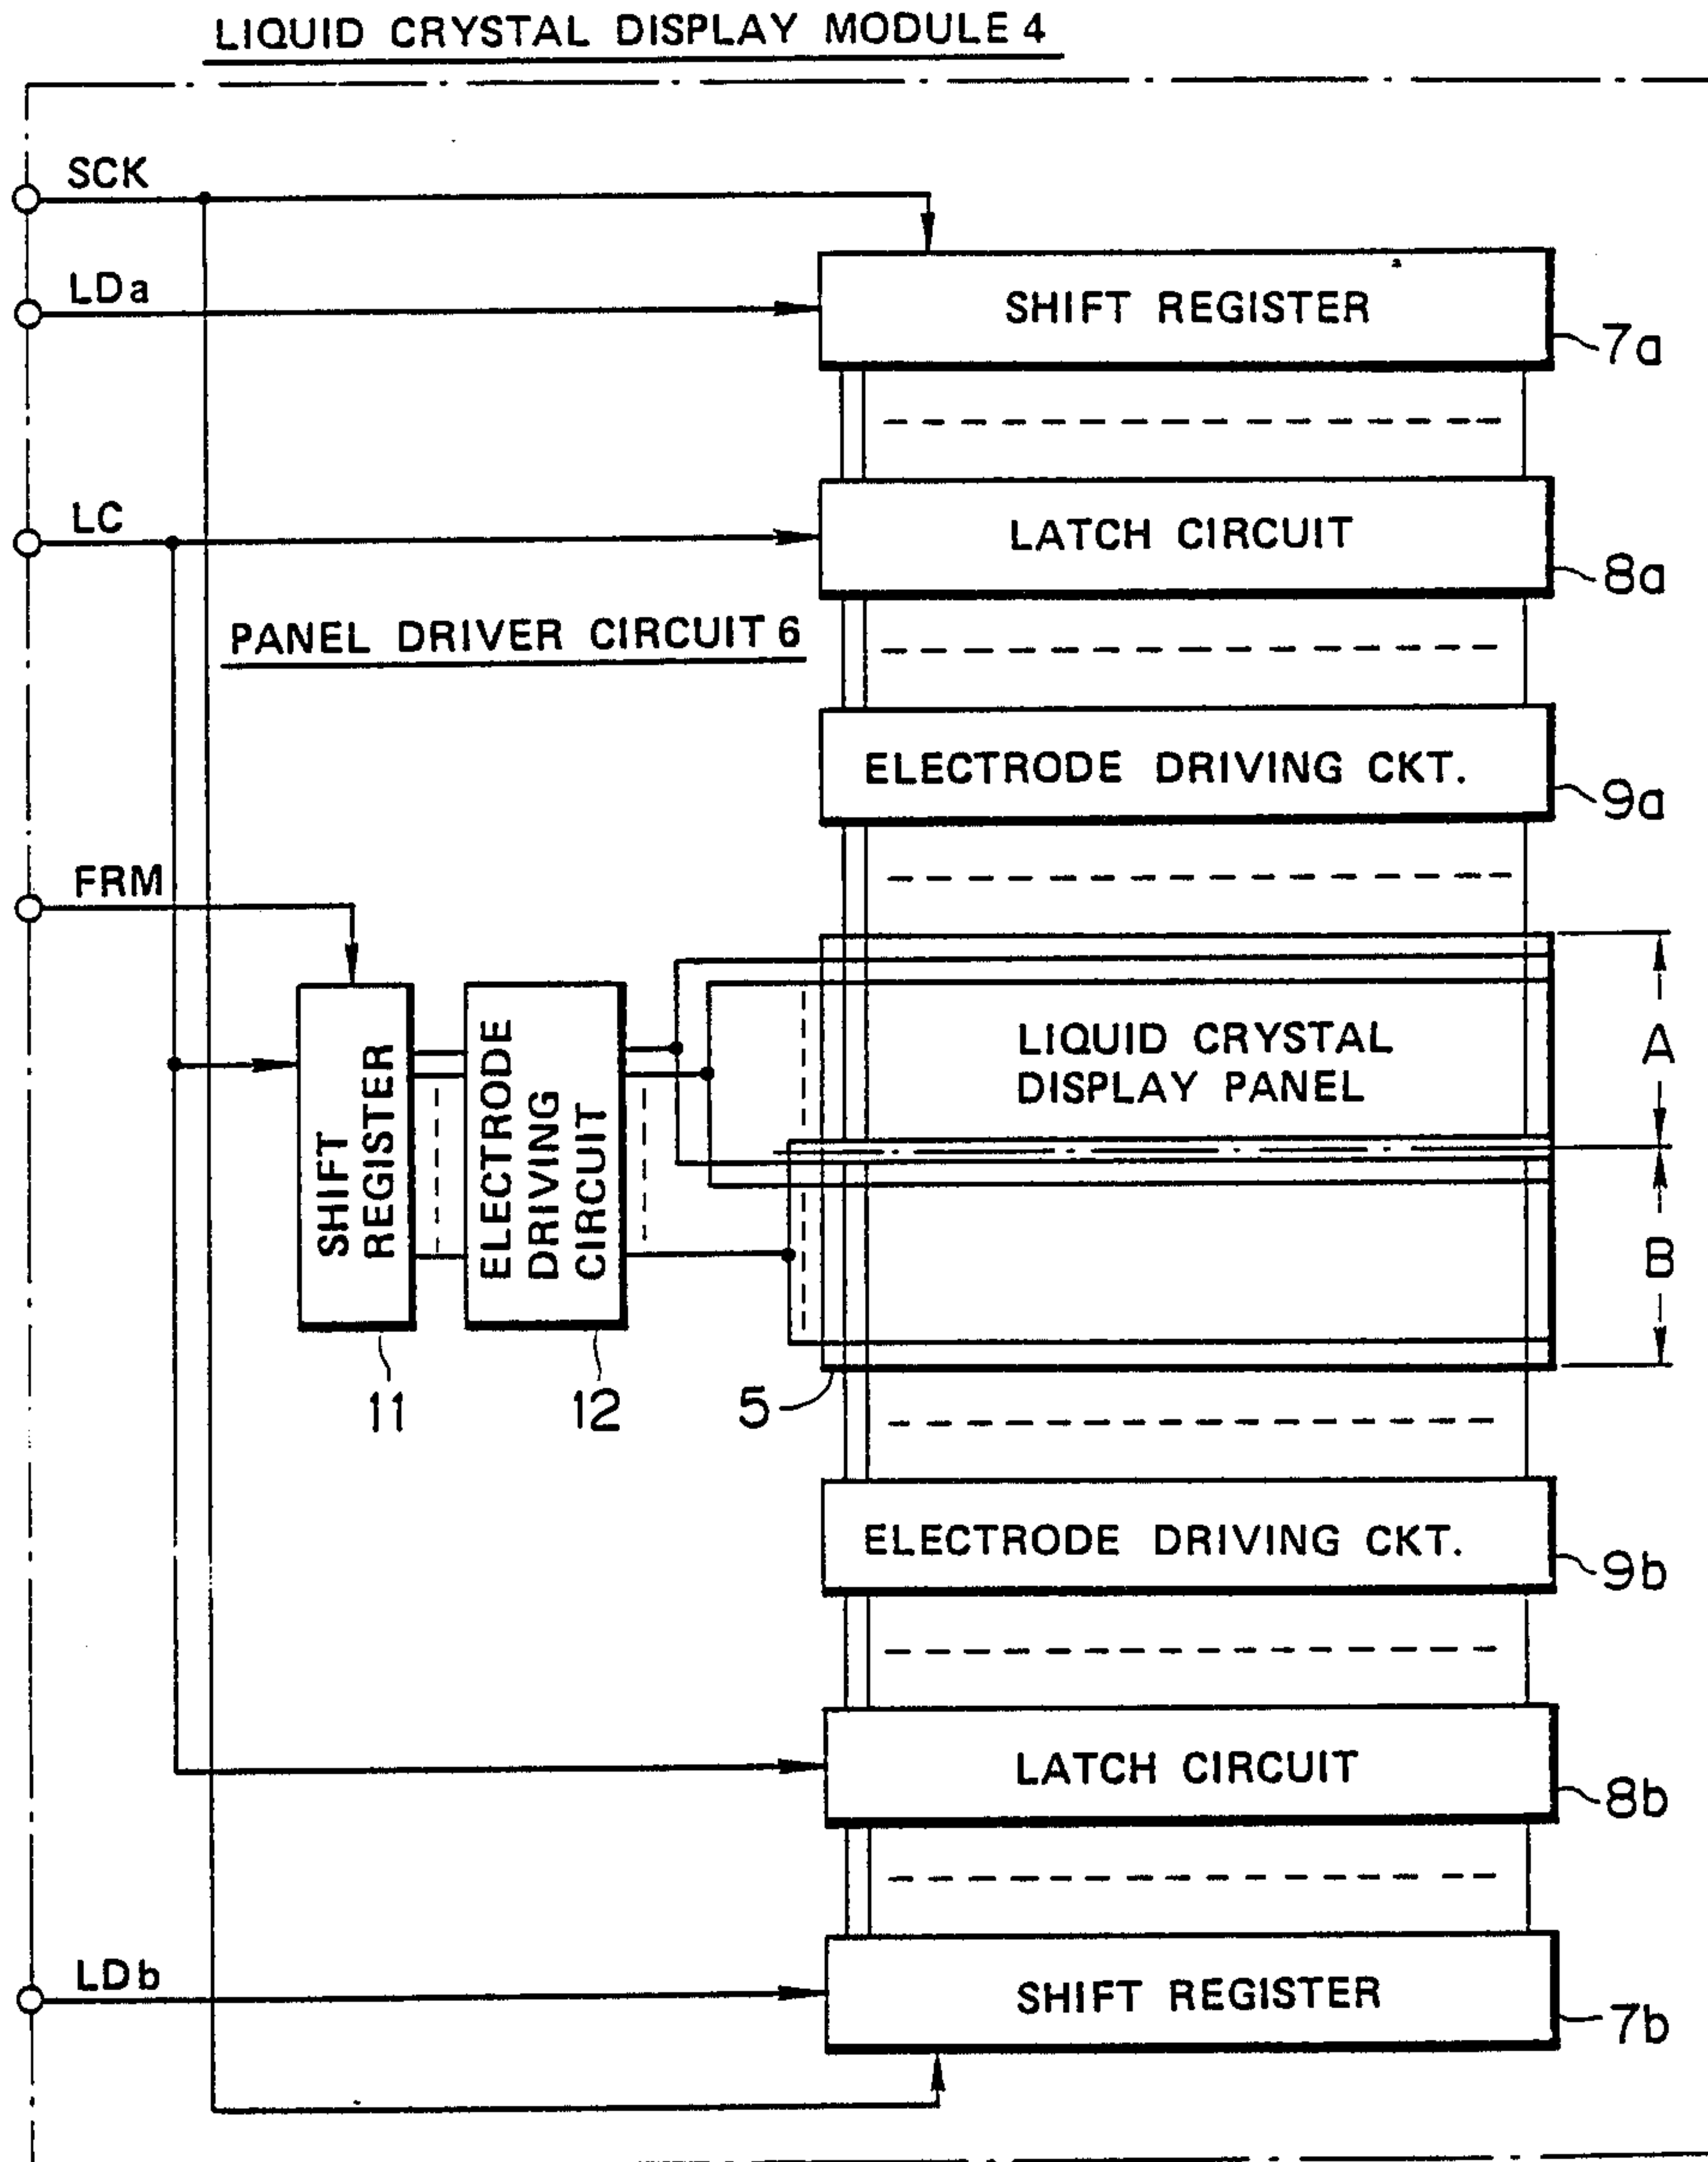 LIQUID CRYSTAL DISPLAY MODULE 4
SCK
LDa
SHIFT REGISTER
7a
LC
LATCH CIRCUIT
8a
PANEL DRIVER CIRCUIT 6
ELECTRODE DRIVING CKT.
9a
FRM
SHIFT
REGISTER
11
ELECTRODE
DRIVING
CIRCUIT
12
LIQUID CRYSTAL
DISPLAY PANEL
5
A
B
ELECTRODE DRIVING CKT.
9b
LATCH CIRCUIT
8b
LDb
SHIFT REGISTER
7b